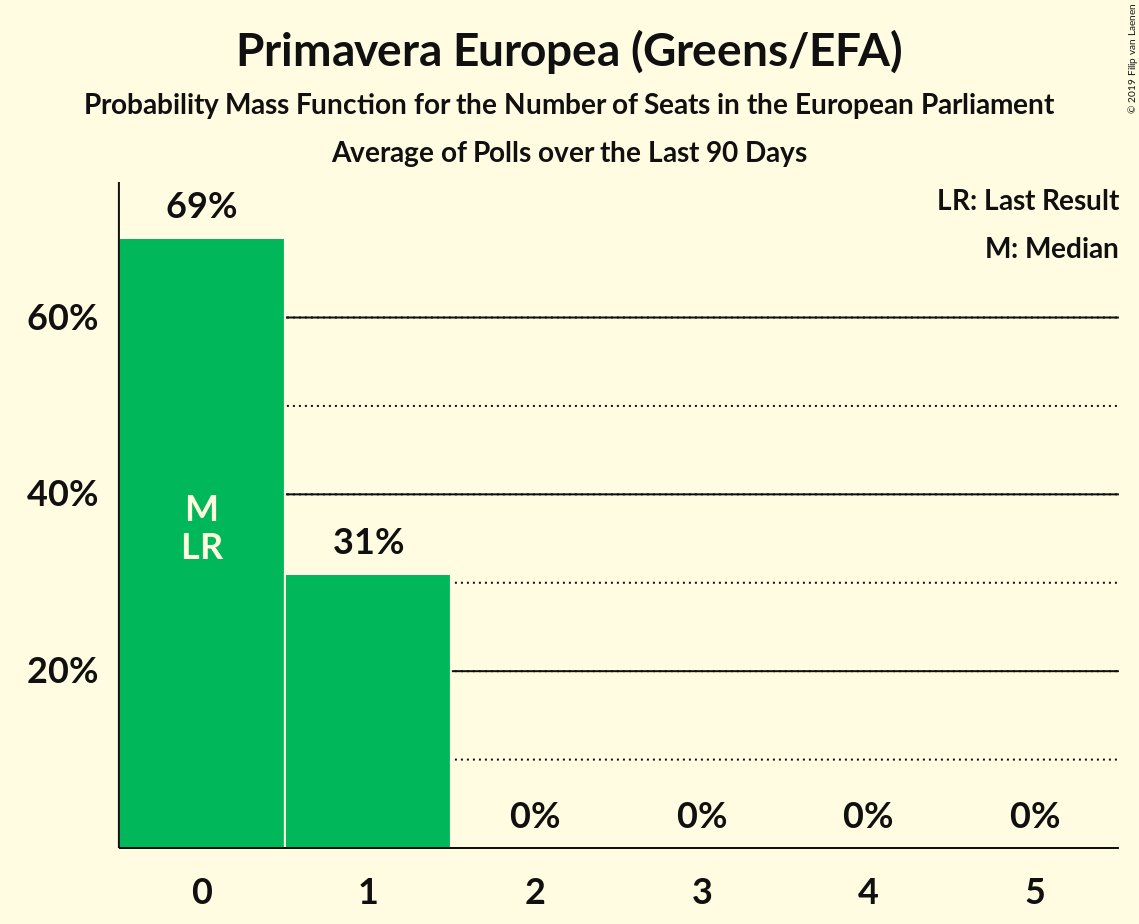 Primavera Europea (Greens/EFA)
Probability Mass Function for the Number of Seats in the European Parliament
Average of Polls over the Last 90 Days
© 2019 Filip van Laenen
LR: Last Result
M: Median
69%
60%
40%
20%
M
LR
31%
0%
0%
0%
0%
0
1
2
3
4
5